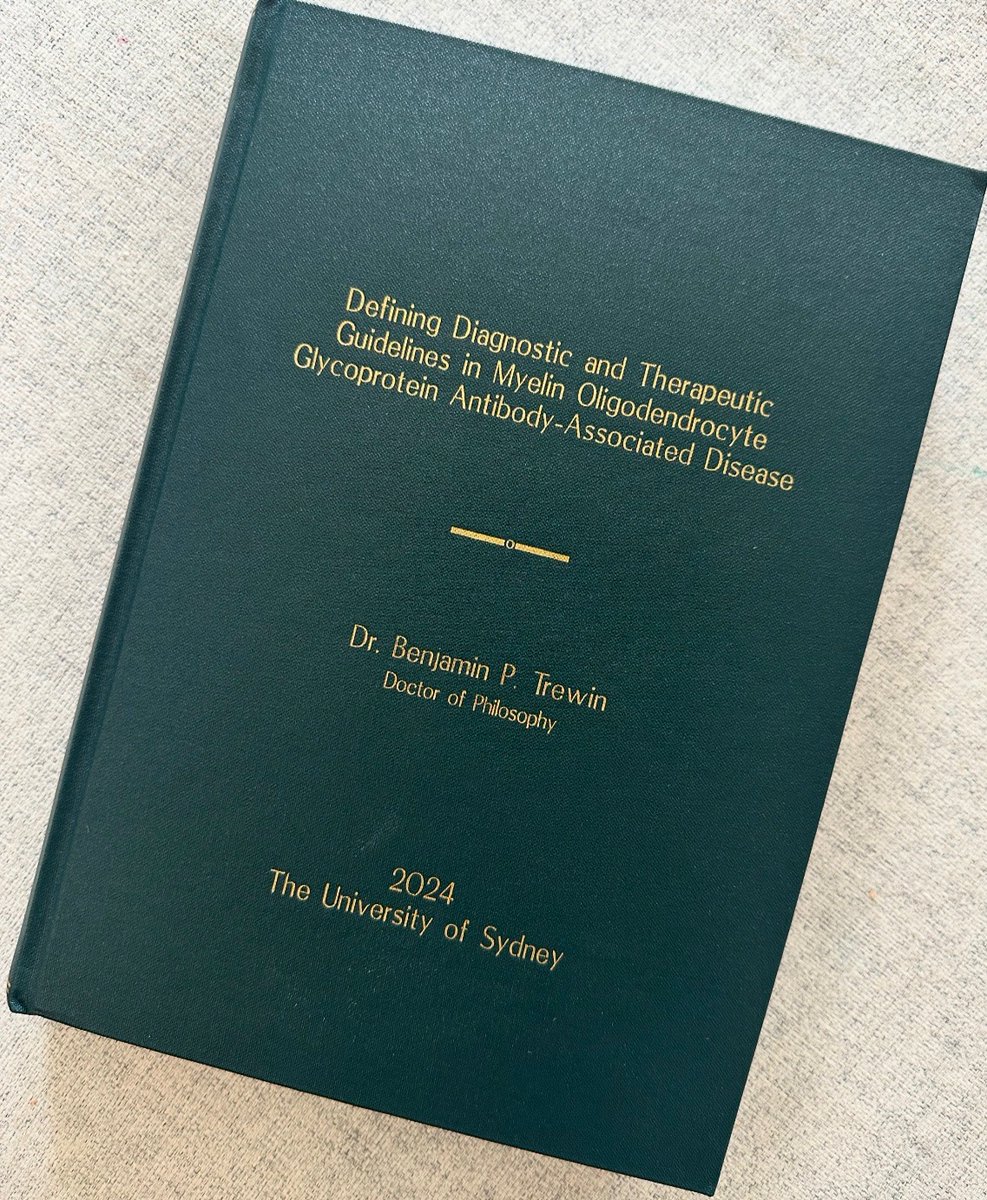 Defining Diagnostic and Therapeutic
Guidelines in Myelin Oligodendrocyte
Glycoprotein Antibody-Associated Disease
Dr. Benjamin P. Trewin
Doctor of Philosophy
2024
The University of Sydney